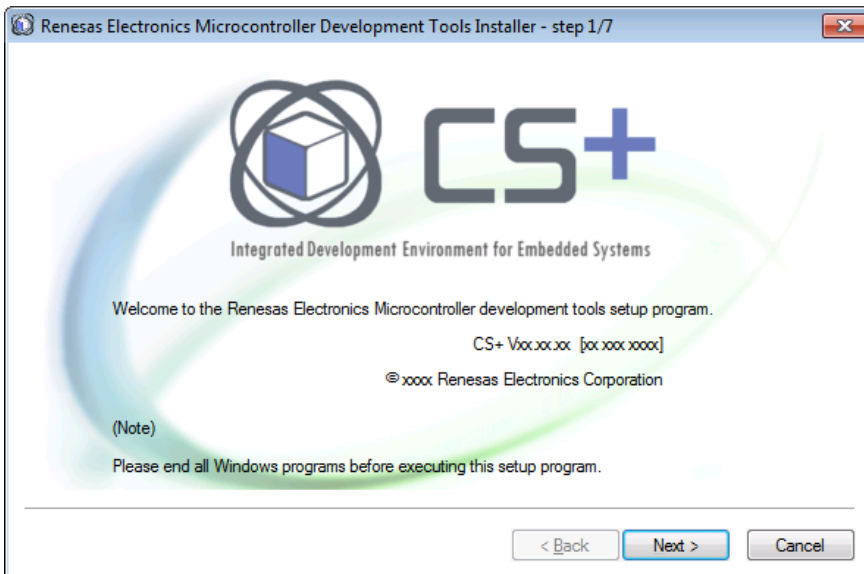 Renesas Electronics Microcontroller Development Tools Installer - step 1/7
CS+
Integrated Development Environment for Embedded Systems
Welcome to the Renesas Electronics Microcontroller development tools setup program.
CS+ Vxx.xx.xx [xx xxx xxxx]
© xxxx Renesas Electronics Corporation
(Note)
Please end all Windows programs before executing this setup program.
< Back Next > Cancel